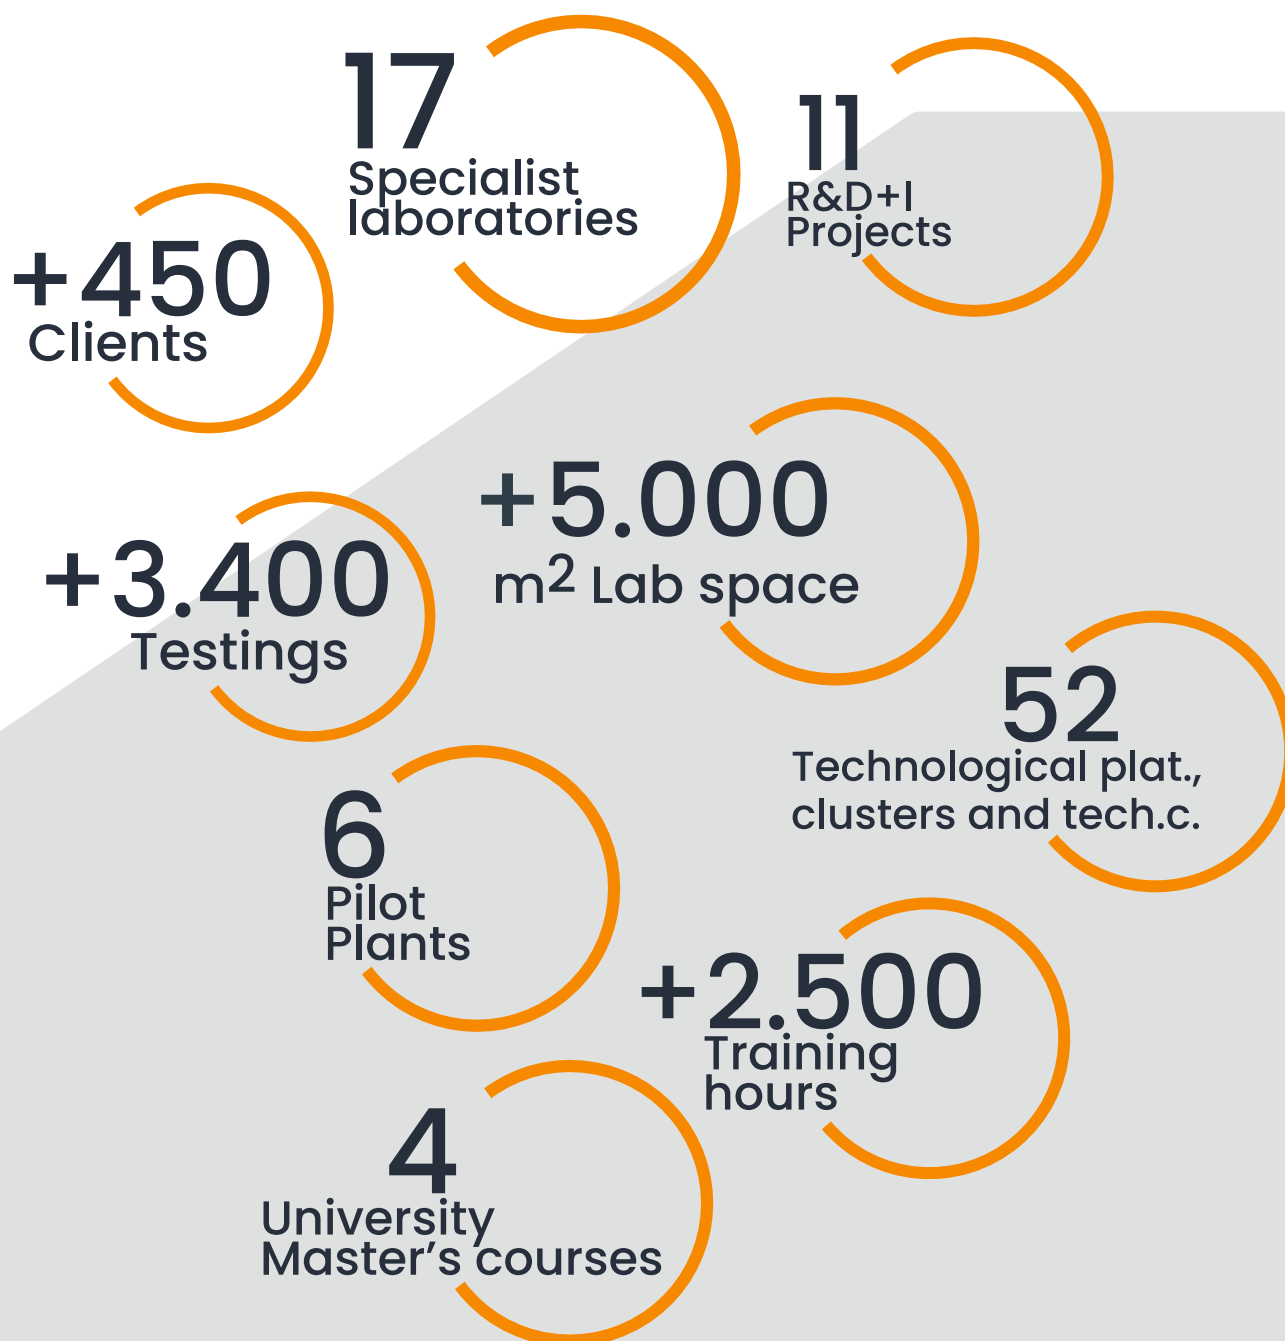 17
Specialist
laboratories
11
R&D+I
Projects
+450
Clients
+5.000
m² Lab space
+3.400
Testings
52
Technological plat.,
clusters and tech.c.
6
Pilot
Plants
+2.500
Training
hours
4
University
Master’s courses